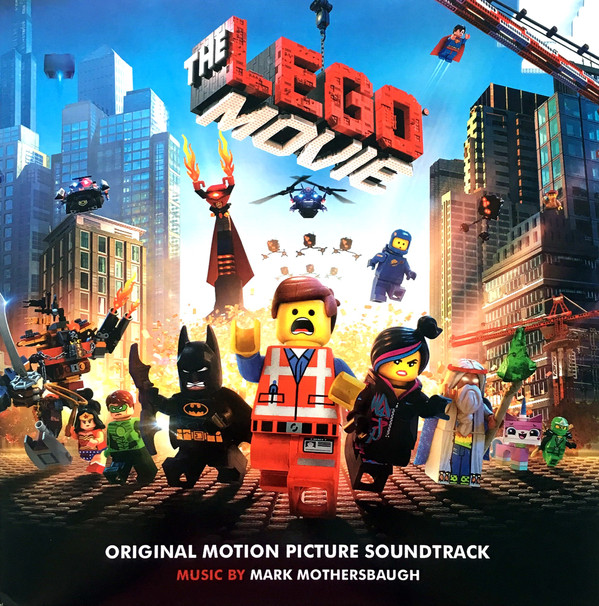 THE
LEGO
MOVIE
ORIGINAL MOTION PICTURE SOUNDTRACK
MUSIC BY MARK MOTHERSBAUGH